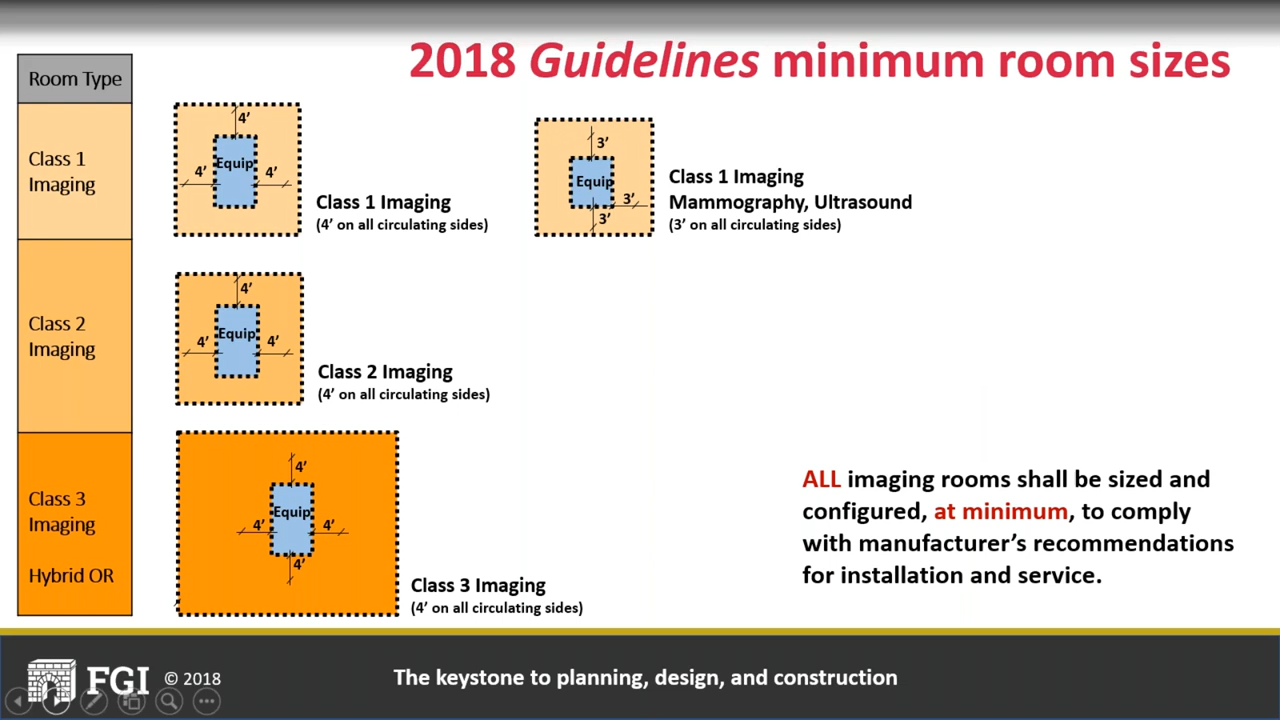 2018 Guidelines minimum room sizes
Room Type
Class 1
Imaging
4’
Equip
4’
4’
Class 1 Imaging
(4’ on all circulating sides)
3’
Equip
3’
3’
Class 1 Imaging
Mammography, Ultrasound
(3’ on all circulating sides)
Class 2
Imaging
4’
Equip
4’
4’
Class 2 Imaging
(4’ on all circulating sides)
Class 3
Imaging
Hybrid OR
4’
Equip
4’
4’
4’
Class 3 Imaging
(4’ on all circulating sides)
ALL imaging rooms shall be sized and
configured, at minimum, to comply
with manufacturer’s recommendations
for installation and service.
FGI © 2018
The keystone to planning, design, and construction